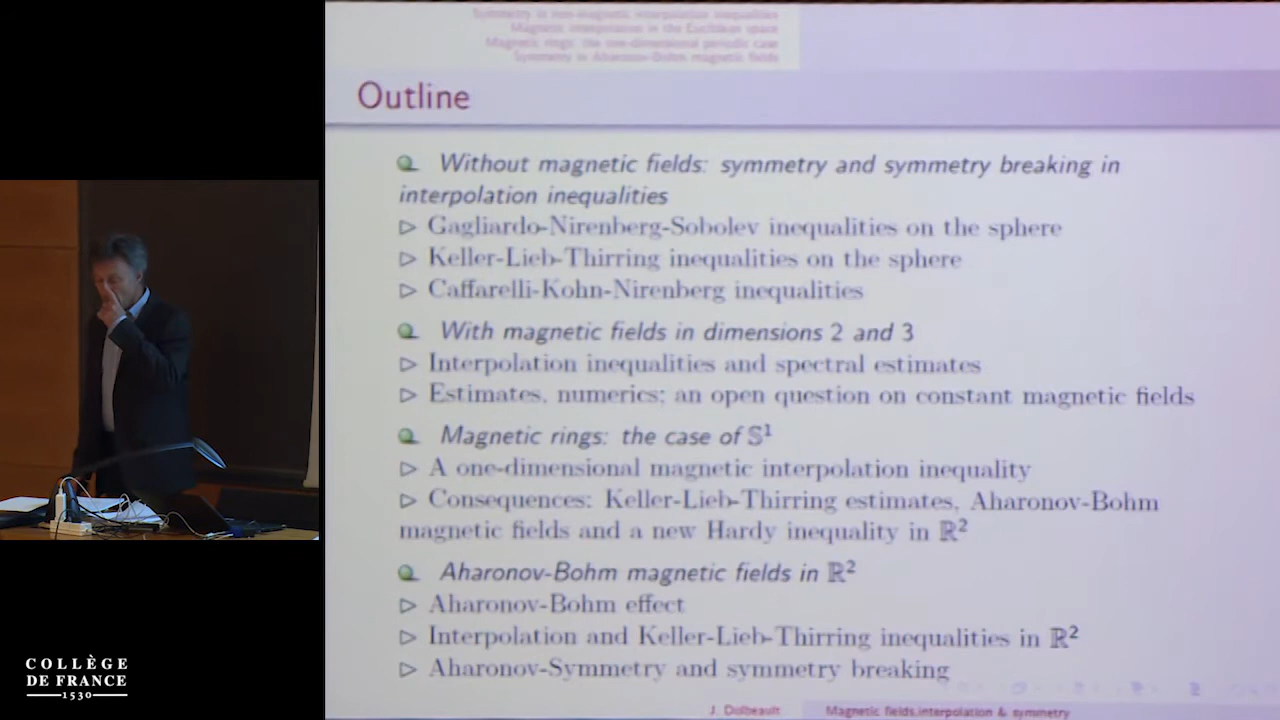 Symmetry in non-magnetic interpolation inequalities
Magnetic interpolation in the Euclidean space
Magnetic rings: the one-dimensional periodic case
Symmetry in Aharonov-Bohm magnetic fields
Outline
Without magnetic fields: symmetry and symmetry breaking in
interpolation inequalities
▷ Gagliardo-Nirenberg-Sobolev inequalities on the sphere
▷ Keller-Lieb-Thirring inequalities on the sphere
▷ Caffarelli-Kohn-Nirenberg inequalities
With magnetic fields in dimensions 2 and 3
▷ Interpolation inequalities and spectral estimates
▷ Estimates, numerics; an open question on constant magnetic fields
Magnetic rings: the case of 𝕊¹
▷ A one-dimensional magnetic interpolation inequality
▷ Consequences: Keller-Lieb-Thirring estimates, Aharonov-Bohm
magnetic fields and a new Hardy inequality in ℝ²
Aharonov-Bohm magnetic fields in ℝ²
▷ Aharonov-Bohm effect
▷ Interpolation and Keller-Lieb-Thirring inequalities in ℝ²
▷ Aharonov-Symmetry and symmetry breaking
J. Dolbeault
Magnetic fields,interpolation & symmetry
COLLÈGE
DE FRANCE
1530